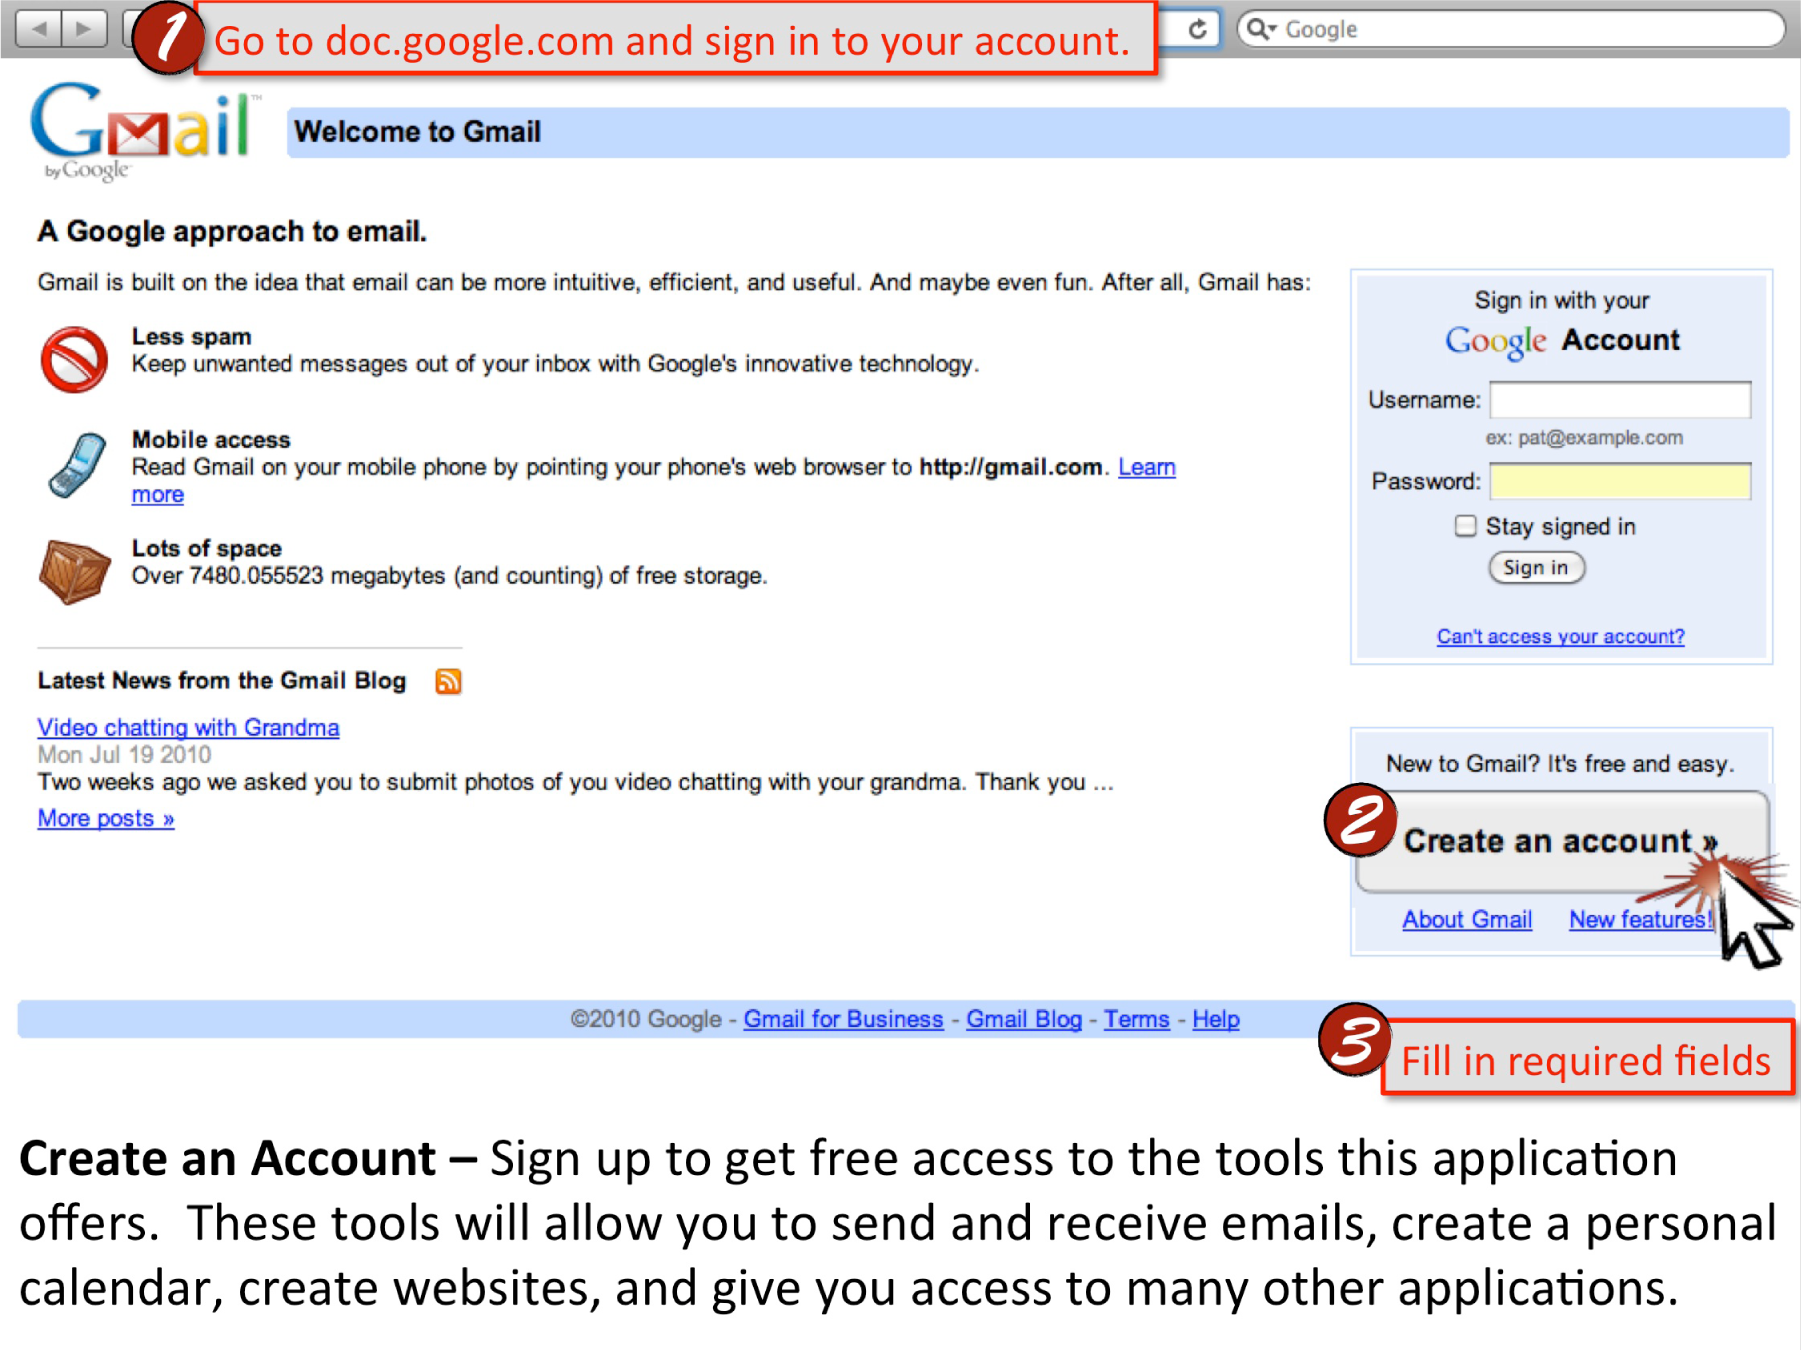 1 Go to doc.google.com and sign in to your account.
Google
Gmail™
by Google™
Welcome to Gmail
A Google approach to email.
Gmail is built on the idea that email can be more intuitive, efficient, and useful. And maybe even fun. After all, Gmail has:
Less spam
Keep unwanted messages out of your inbox with Google's innovative technology.
Mobile access
Read Gmail on your mobile phone by pointing your phone's web browser to http://gmail.com. Learn
more
Lots of space
Over 7480.055523 megabytes (and counting) of free storage.
Latest News from the Gmail Blog
Video chatting with Grandma
Mon Jul 19 2010
Two weeks ago we asked you to submit photos of you video chatting with your grandma. Thank you ...
More posts »
Sign in with your
Google Account
Username:
ex: pat@example.com
Password:
Stay signed in
Sign in
Can't access your account?
New to Gmail? It's free and easy.
2 Create an account »
About Gmail New features!
©2010 Google - Gmail for Business - Gmail Blog - Terms - Help
3 Fill in required fields
Create an Account – Sign up to get free access to the tools this application
offers. These tools will allow you to send and receive emails, create a personal
calendar, create websites, and give you access to many other applications.